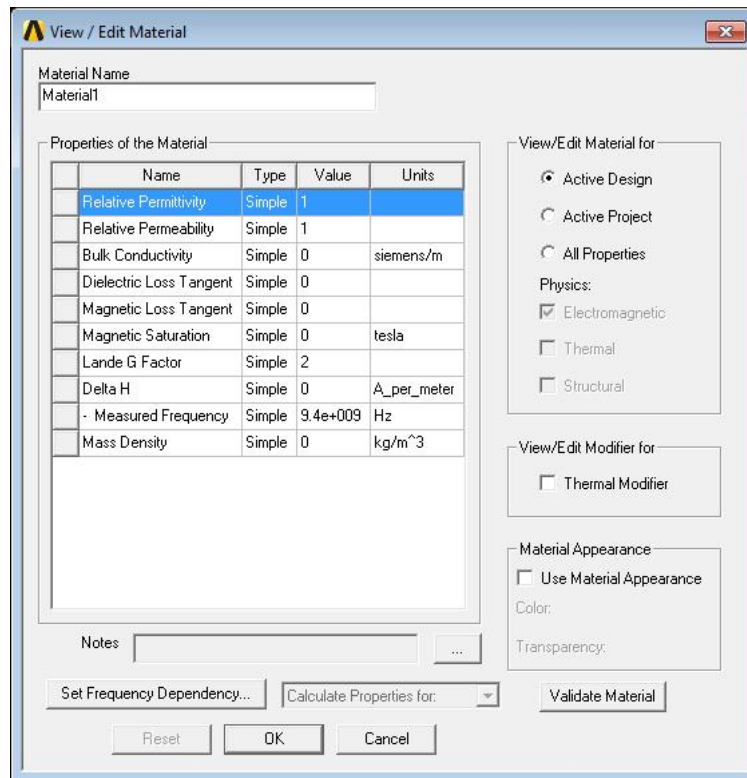 View / Edit Material
Material Name
Material1
Properties of the Material
Name Type Value Units
Relative Permittivity Simple 1
Relative Permeability Simple 1
Bulk Conductivity Simple 0 siemens/m
Dielectric Loss Tangent Simple 0
Magnetic Loss Tangent Simple 0
Magnetic Saturation Simple 0 tesla
Lande G Factor Simple 2
Delta H Simple 0 A_per_meter
- Measured Frequency Simple 9.4e+009 Hz
Mass Density Simple 0 kg/m^3
View/Edit Material for
Active Design
Active Project
All Properties
Physics:
Electromagnetic
Thermal
Structural
View/Edit Modifier for
Thermal Modifier
Material Appearance
Use Material Appearance
Color:
Transparency:
Notes ...
Set Frequency Dependency... Calculate Properties for: Validate Material
Reset OK Cancel